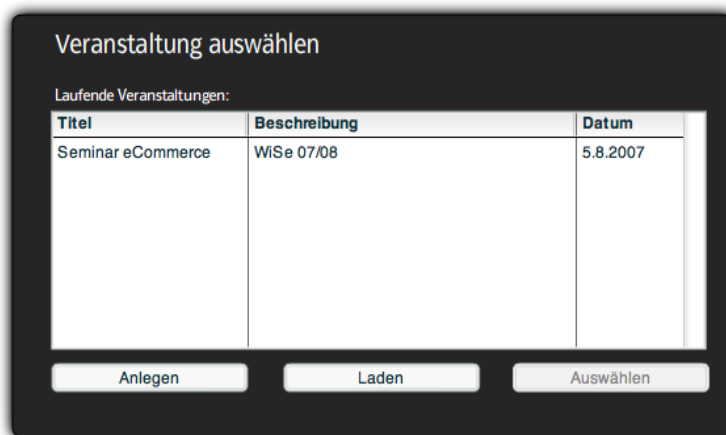 Veranstaltung auswählen
Laufende Veranstaltungen:
Titel Beschreibung Datum
Seminar eCommerce WiSe 07/08 5.8.2007
Anlegen Laden Auswählen